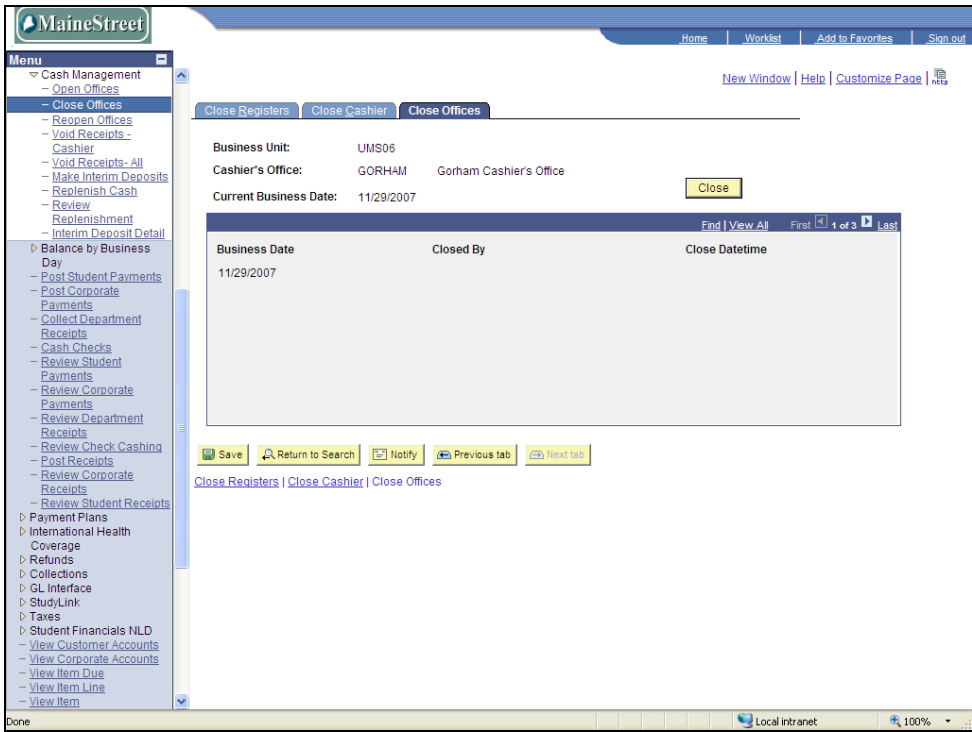 MaineStreet
Home Worklist Add to Favorites Sign out
Menu
Cash Management
Open Offices
Close Offices
Reopen Offices
Void Receipts -
Cashier
Void Receipts- All
Make Interim Deposits
Replenish Cash
Review
Replenishment
Interim Deposit Detail
Balance by Business
Day
Post Student Payments
Post Corporate
Payments
Collect Department
Receipts
Cash Checks
Review Student
Payments
Review Corporate
Payments
Review Department
Receipts
Review Check Cashing
Post Receipts
Review Corporate
Receipts
Review Student Receipts
Payment Plans
International Health
Coverage
Refunds
Collections
GL Interface
StudyLink
Taxes
Student Financials NLD
View Customer Accounts
View Corporate Accounts
View Item Due
View Item Line
View Item
New Window | Help | Customize Page | http
Close Registers Close Cashier Close Offices
Business Unit: UMS06
Cashier's Office: GORHAM Gorham Cashier's Office
Current Business Date: 11/29/2007
Close
Find | View All First 1 of 3 Last
Business Date Closed By Close Datetime
11/29/2007
Save Return to Search Notify Previous tab Next tab
Close Registers | Close Cashier | Close Offices
Done Local intranet 100%